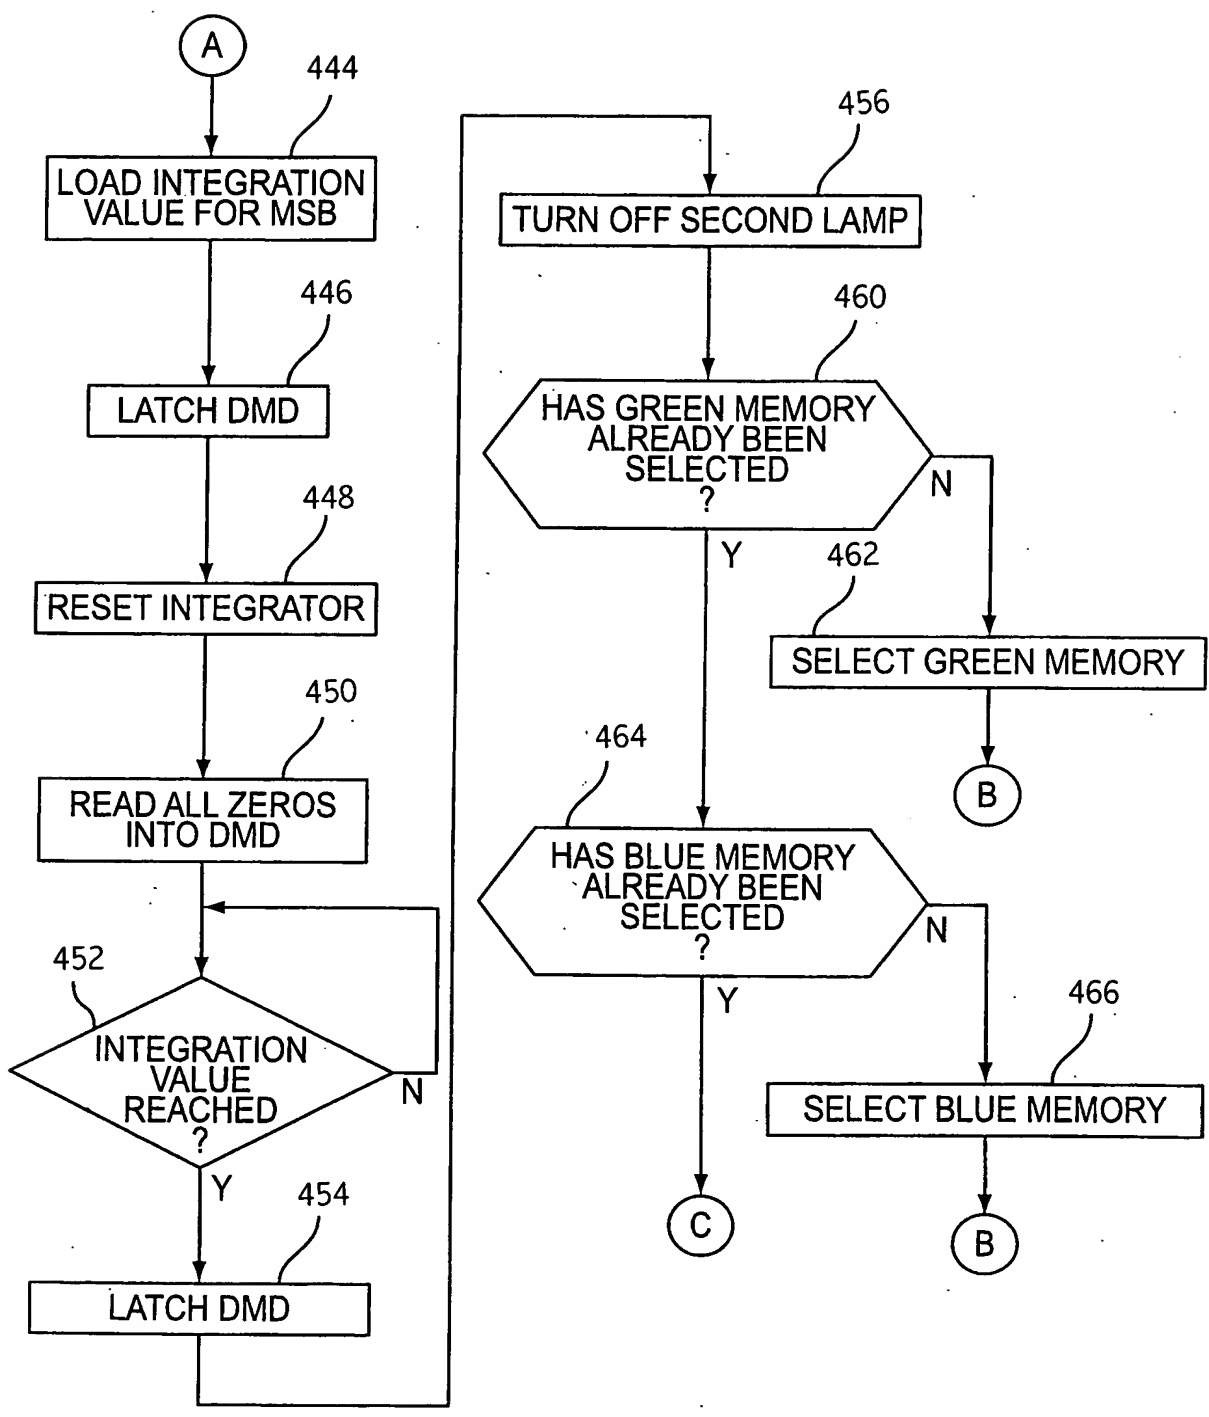 A
444
LOAD INTEGRATION
VALUE FOR MSB
446
LATCH DMD
448
RESET INTEGRATOR
450
READ ALL ZEROS
INTO DMD
452
INTEGRATION
VALUE
REACHED
?
N
Y
454
LATCH DMD
456
TURN OFF SECOND LAMP
460
HAS GREEN MEMORY
ALREADY BEEN
SELECTED
?
N
Y
462
SELECT GREEN MEMORY
B
464
HAS BLUE MEMORY
ALREADY BEEN
SELECTED
?
N
Y
466
SELECT BLUE MEMORY
C
B